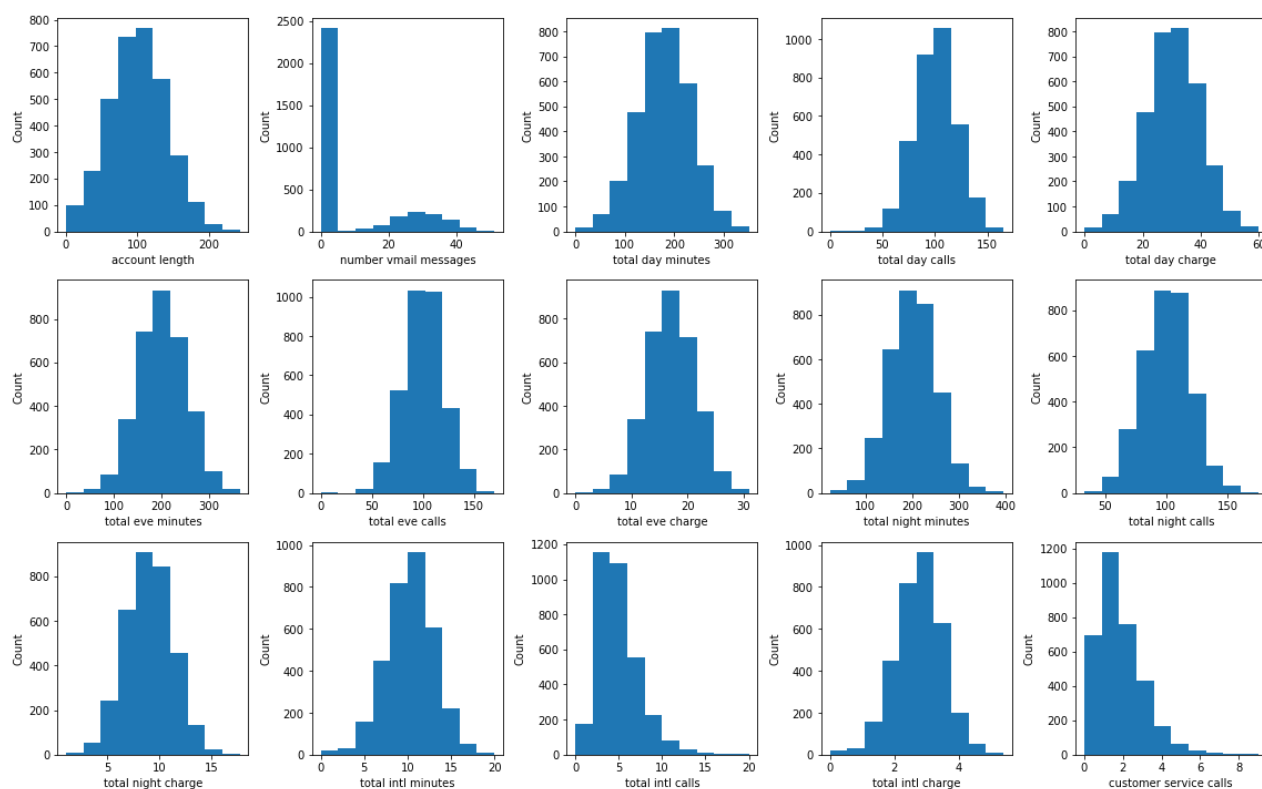 800
700
600
500
400
300
200
100
0
Count
0 100 200
account length
2500
2000
1500
1000
500
0
Count
0 20 40
number vmail messages
800
700
600
500
400
300
200
100
0
Count
0 100 200 300
total day minutes
1000
800
600
400
200
0
Count
0 50 100 150
total day calls
800
700
600
500
400
300
200
100
0
Count
0 20 40 60
total day charge
800
600
400
200
0
Count
0 100 200 300
total eve minutes
1000
800
600
400
200
0
Count
0 50 100 150
total eve calls
800
600
400
200
0
Count
0 10 20 30
total eve charge
800
600
400
200
0
Count
100 200 300 400
total night minutes
800
600
400
200
0
Count
50 100 150
total night calls
800
600
400
200
0
Count
5 10 15
total night charge
1000
800
600
400
200
0
Count
0 5 10 15 20
total intl minutes
1200
1000
800
600
400
200
0
Count
0 5 10 15 20
total intl calls
1000
800
600
400
200
0
Count
0 2 4
total intl charge
1200
1000
800
600
400
200
0
Count
0 2 4 6 8
customer service calls